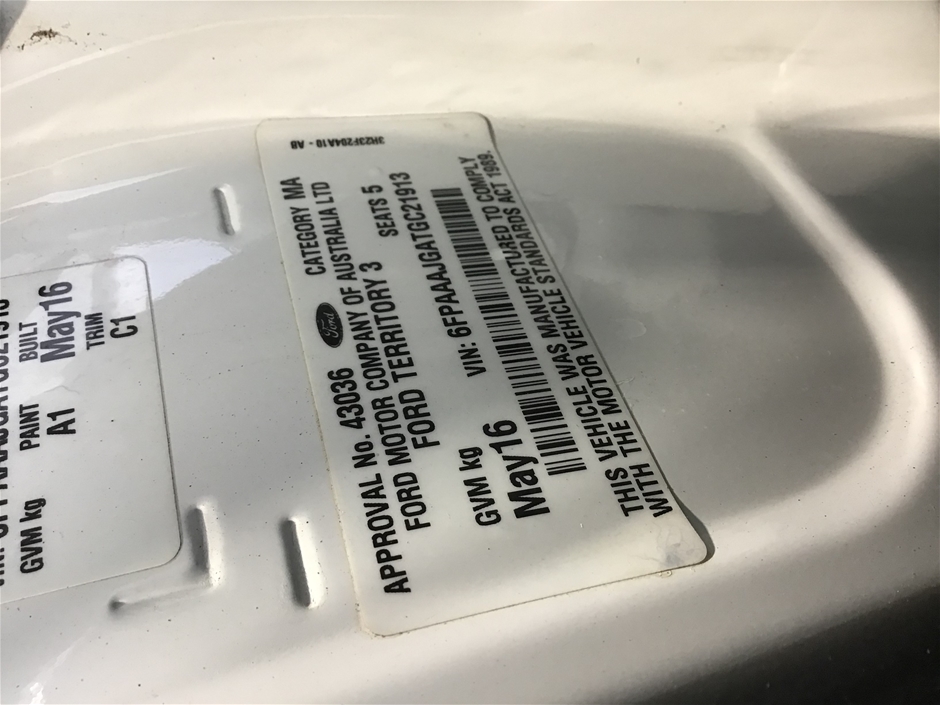 3H23F204A10 - AB
APPROVAL No. 43036 Ford CATEGORY MA
FORD MOTOR COMPANY OF AUSTRALIA LTD
FORD TERRITORY 3 SEATS 5
VIN: 6FPAAAJGATGC21913
GVM kg
May16
THIS VEHICLE WAS MANUFACTURED TO COMPLY
WITH THE MOTOR VEHICLE STANDARDS ACT 1989.
GVM kg PAINT BUILT
A1 May16
TRIM
C1